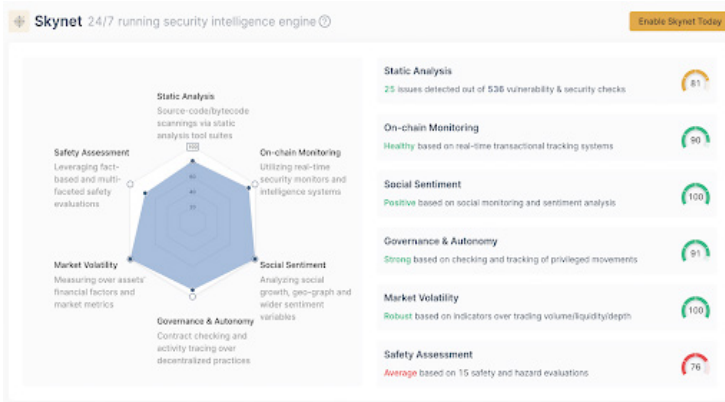 Skynet 24/7 running security intelligence engine ?
Enable Skynet Today
Static Analysis
Source-code/bytecode
scannings via static
analysis tool suites
Safety Assessment
Leveraging fact-
based and multi-
faceted safety
evaluations
On-chain Monitoring
Utilizing real-time
security monitors and
intelligence systems
100
Market Volatility
Measuring over assets'
financial factors and
market metrics
Social Sentiment
Analyzing social
growth, geo-graph and
wider sentiment
variables
Governance & Autonomy
Contract checking and
activity tracing over
decentralized practices
Static Analysis
25 issues detected out of 536 vulnerability & security checks
81
On-chain Monitoring
Healthy based on real-time transactional tracking systems
90
Social Sentiment
Positive based on social monitoring and sentiment analysis
100
Governance & Autonomy
Strong based on checking and tracking of privileged movements
91
Market Volatility
Robust based on indicators over trading volume/liquidity/depth
100
Safety Assessment
Average based on 15 safety and hazard evaluations
76